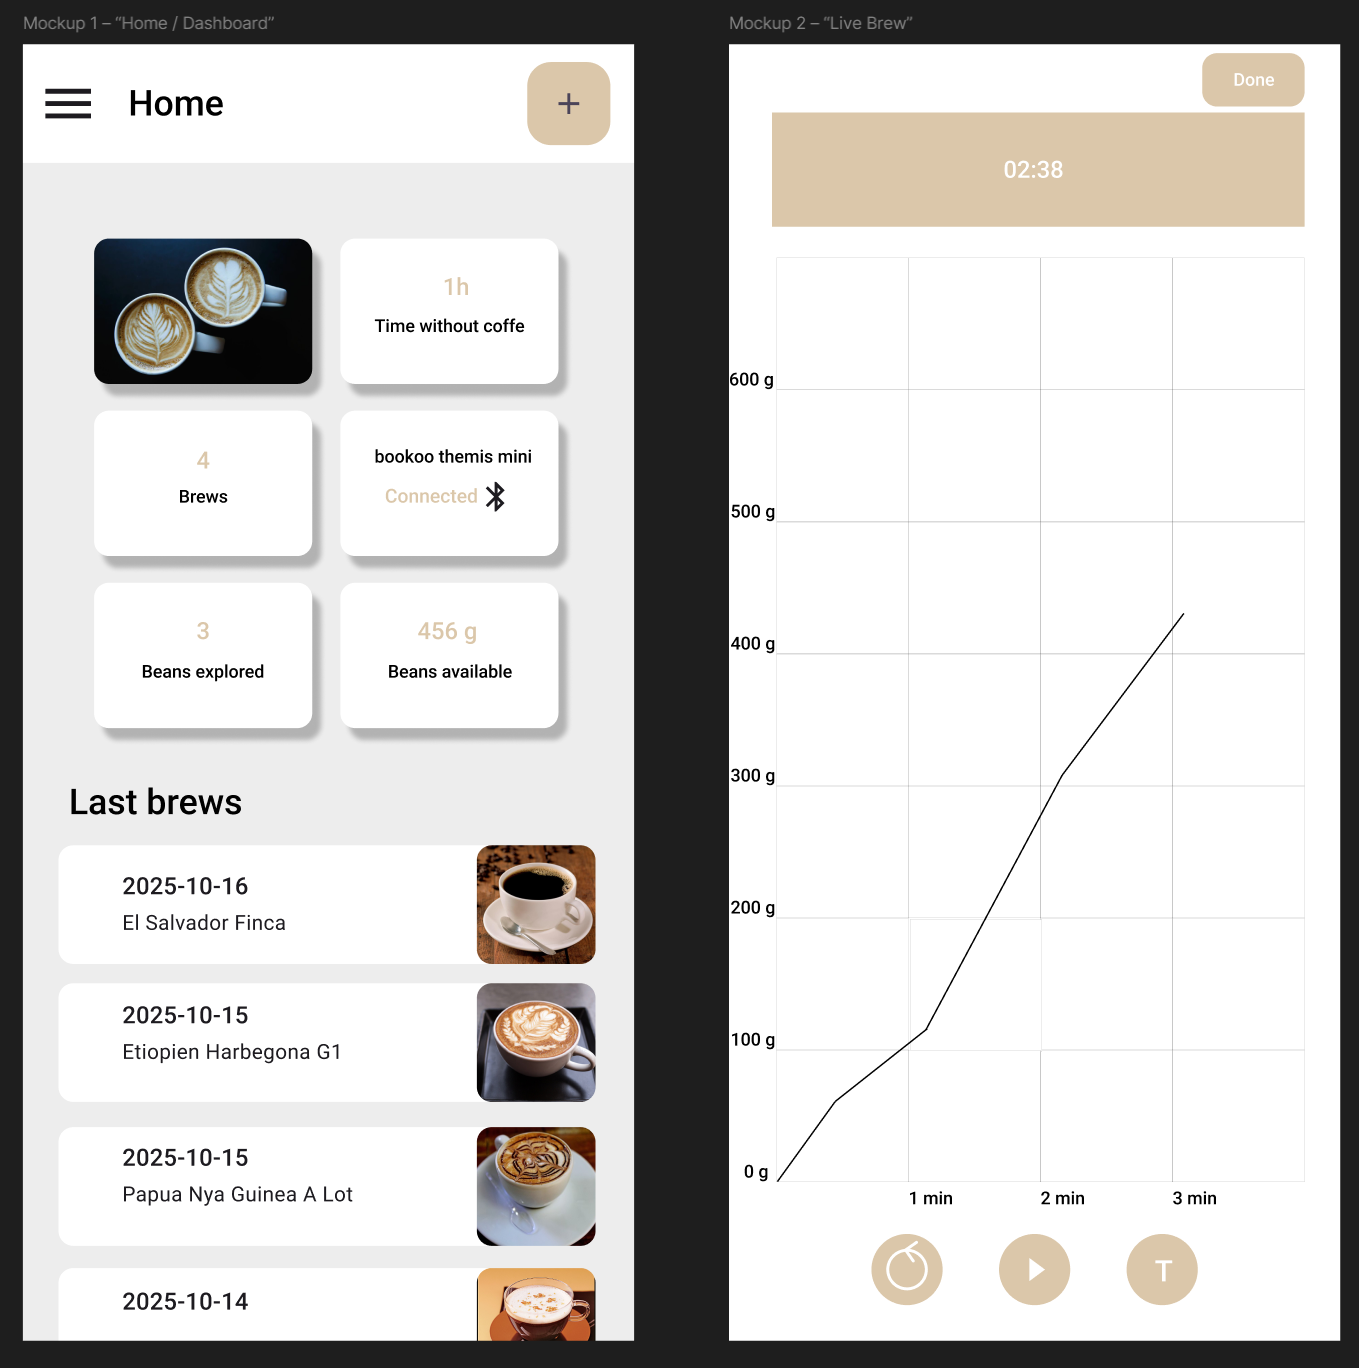 Mockup 1 – “Home / Dashboard”
Home
+
1h
Time without coffe
4
Brews
bookoo themis mini
Connected
3
Beans explored
456 g
Beans available
Last brews
2025-10-16
El Salvador Finca
2025-10-15
Etiopien Harbegona G1
2025-10-15
Papua Nya Guinea A Lot
2025-10-14
Mockup 2 – “Live Brew”
Done
02:38
600 g
500 g
400 g
300 g
200 g
100 g
0 g
1 min
2 min
3 min
T